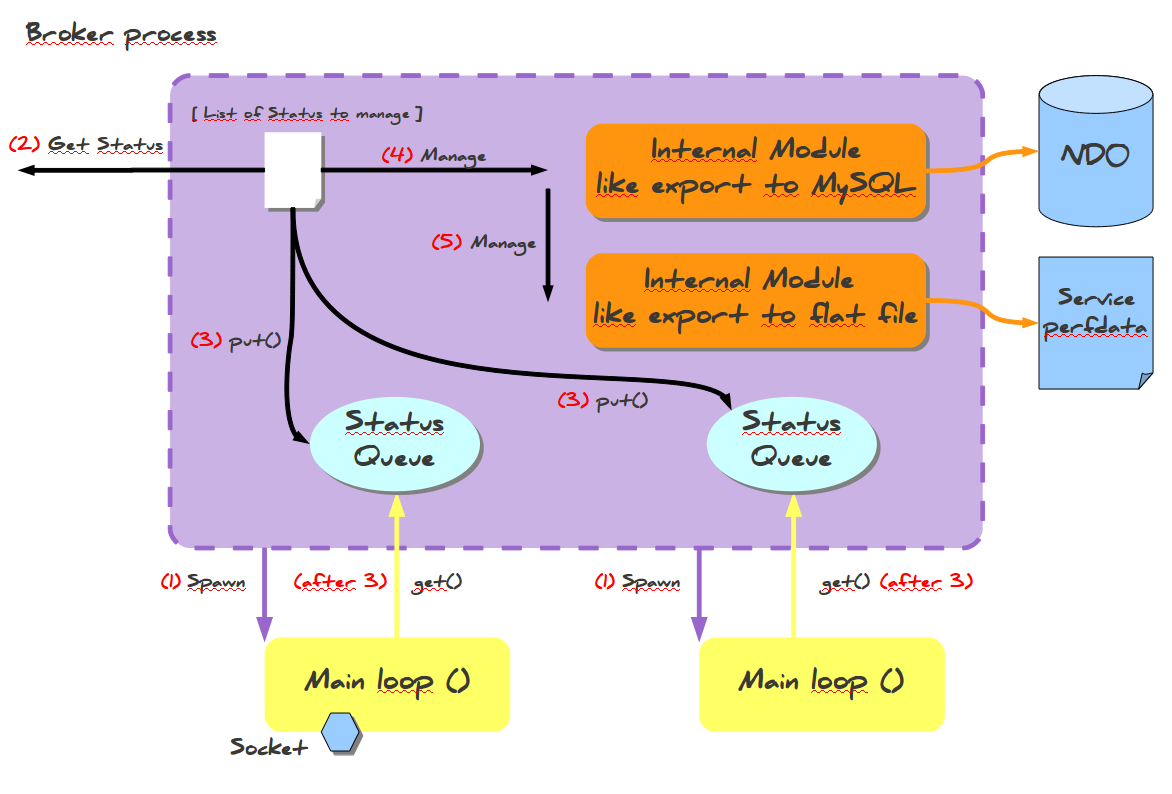 Broker process
[ List of Status to manage ]
(2) Get Status
(4) Manage
Internal Module
like export to MySQL
NDO
(5) Manage
Internal Module
like export to flat file
Service
perfdata
(3) put()
(3) put()
Status
Queue
Status
Queue
(1) Spawn
(after 3) get()
(1) Spawn
get() (after 3)
Main loop ()
Main loop ()
Socket